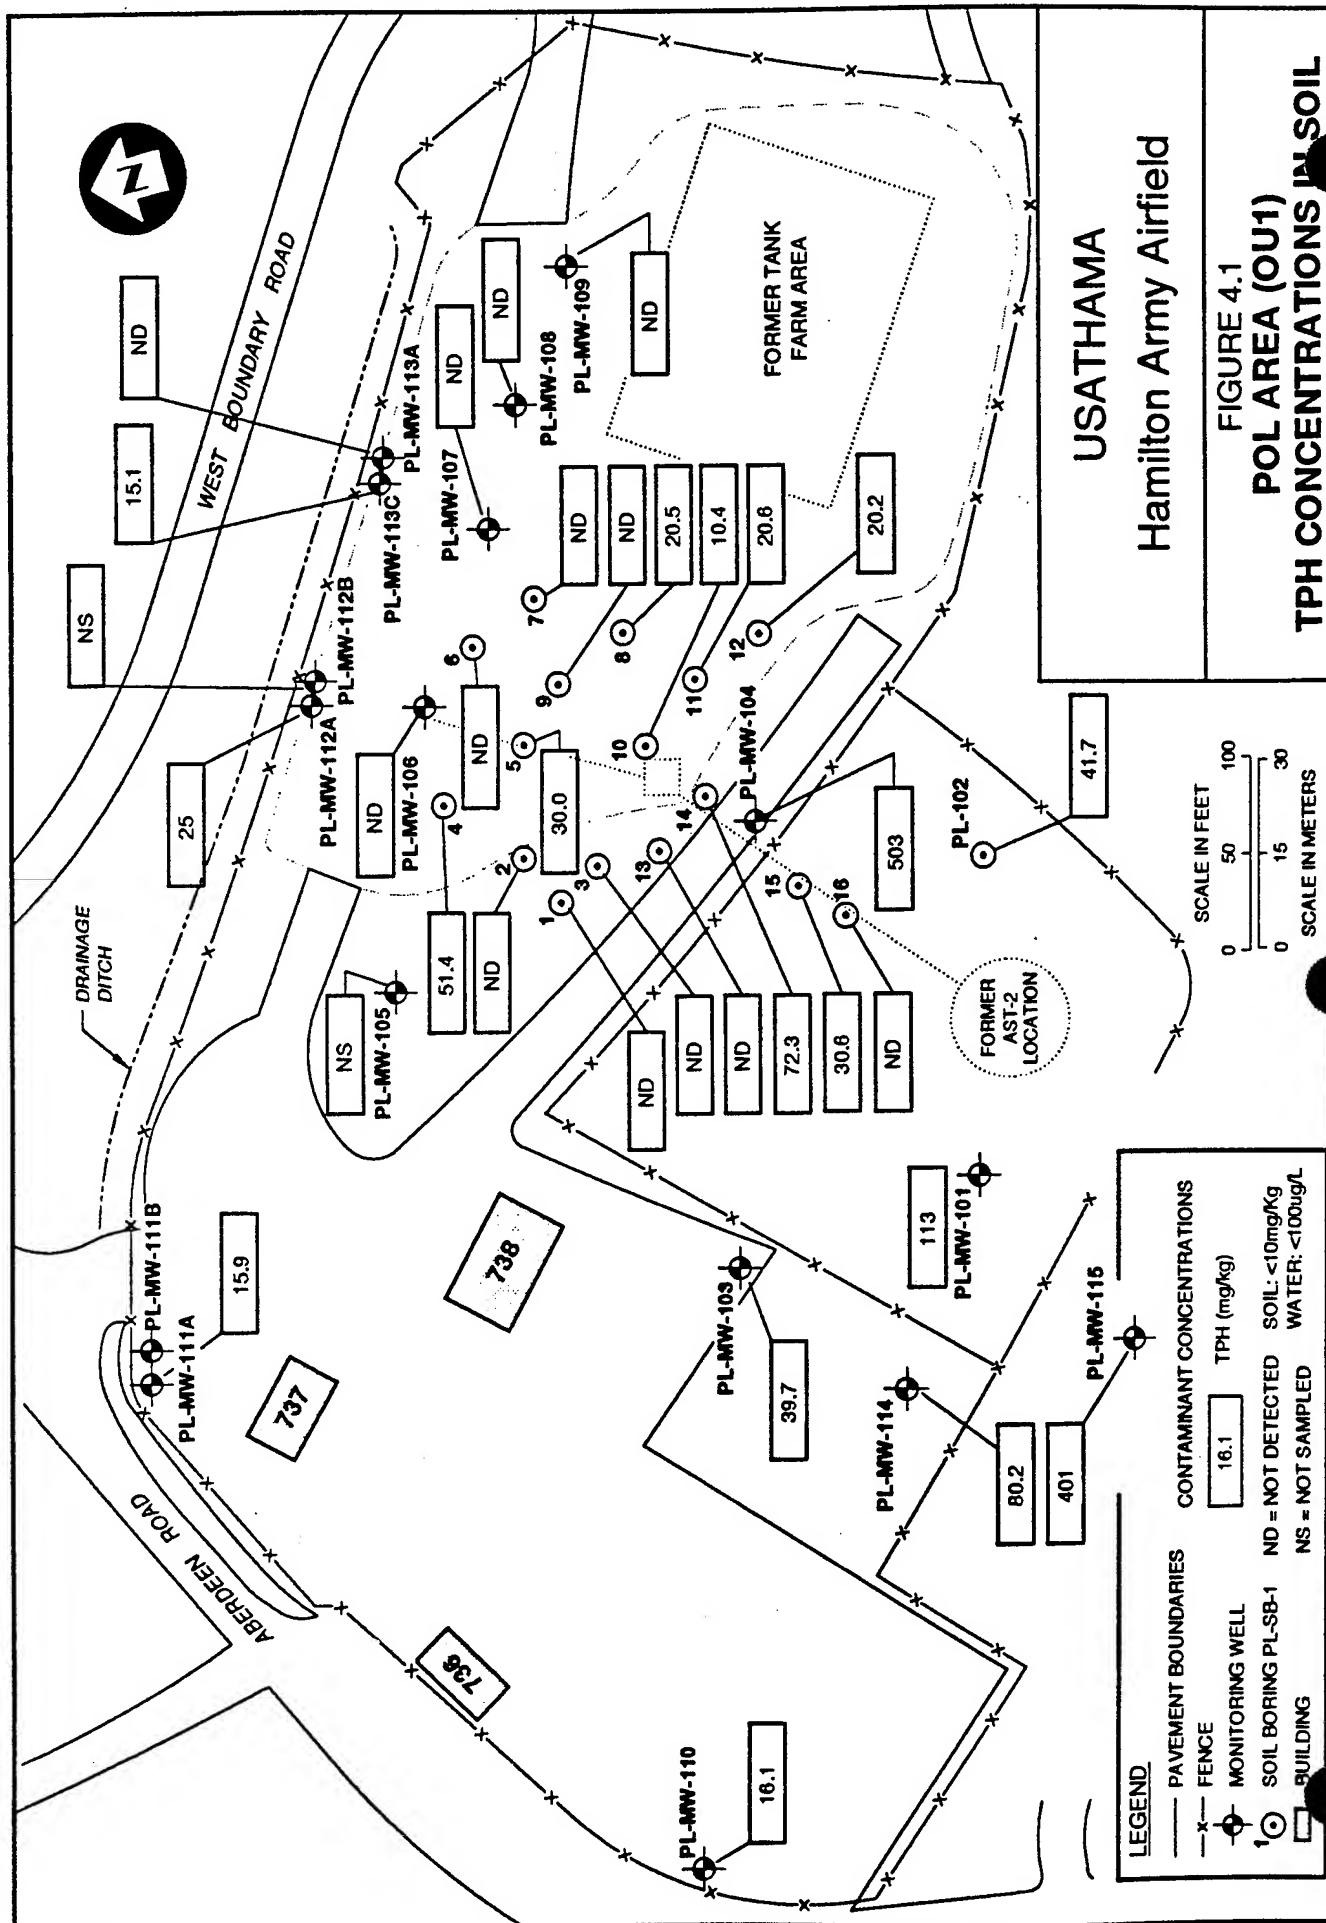 N
WEST BOUNDARY ROAD
DRAINAGE
DITCH
ABERDEEN ROAD
ND
15.1
NS
25
PL-MW-113A
PL-MW-113C
PL-MW-112B
PL-MW-112A
ND
PL-MW-106
ND
PL-MW-107
ND
PL-MW-108
PL-MW-109
ND
FORMER TANK
FARM AREA
PL-MW-111B
PL-MW-111A
15.9
NS
PL-MW-105
51.4
4
ND
2
ND
6
5
30.0
7
ND
9
ND
8
20.5
10
10.4
11
20.6
12
20.2
1
ND
3
ND
13
ND
14
72.3
15
30.6
16
ND
PL-MW-104
503
PL-102
41.7
FORMER
AST-2
LOCATION
736
737
738
PL-MW-103
39.7
113
PL-MW-101
PL-MW-114
80.2
401
PL-MW-115
PL-MW-110
16.1
SCALE IN FEET
0 50 100
0 15 30
SCALE IN METERS
LEGEND
PAVEMENT BOUNDARIES
x FENCE
MONITORING WELL
1 SOIL BORING PL-SB-1
BUILDING
CONTAMINANT CONCENTRATIONS
16.1 TPH (mg/kg)
ND = NOT DETECTED SOIL: <10mg/Kg
NS = NOT SAMPLED WATER: <100ug/L
USATHAMA
Hamilton Army Airfield
FIGURE 4.1
POL AREA (OU1)
TPH CONCENTRATIONS IN SOIL